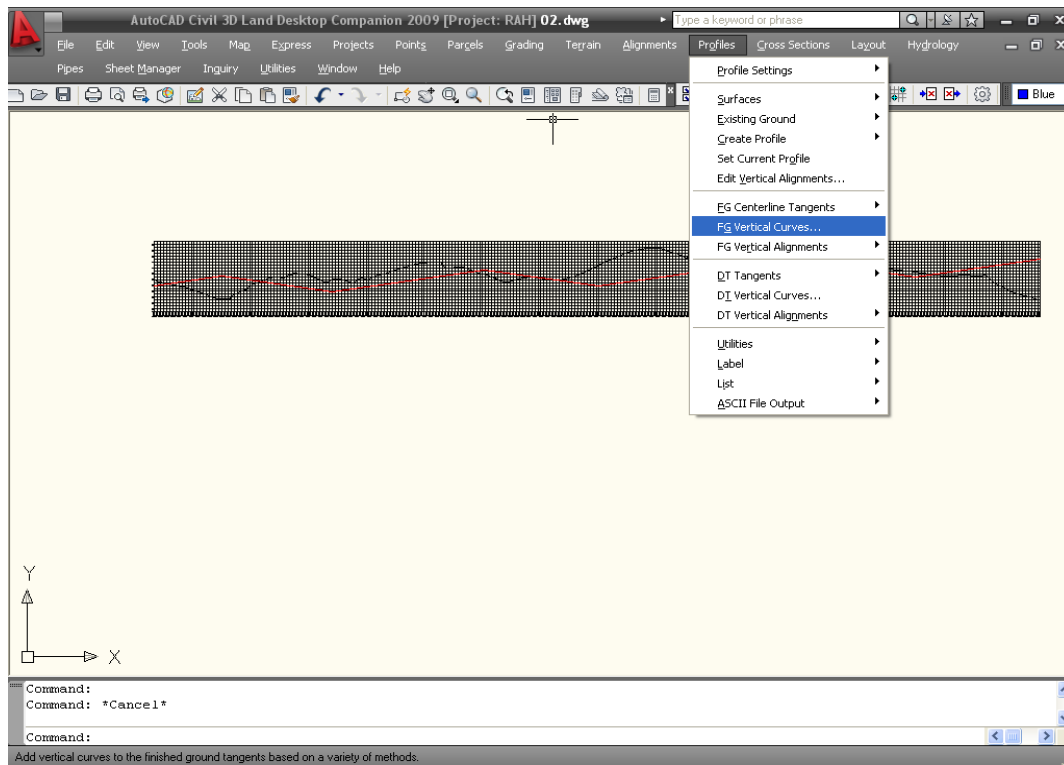 AutoCAD Civil 3D Land Desktop Companion 2009 [Project: RAH] 02.dwg Type a keyword or phrase
File Edit View Tools Map Express Projects Points Parcels Grading Terrain Alignments Profiles Cross Sections Layout Hydrology
Pipes Sheet Manager Inquiry Utilities Window Help
Blue
Profile Settings
Surfaces
Existing Ground
Create Profile
Set Current Profile
Edit Vertical Alignments...
FG Centerline Tangents
FG Vertical Curves...
FG Vertical Alignments
DT Tangents
DT Vertical Curves...
DT Vertical Alignments
Utilities
Label
List
ASCII File Output
Y
X
Command:
Command: *Cancel*
Command:
Add vertical curves to the finished ground tangents based on a variety of methods.